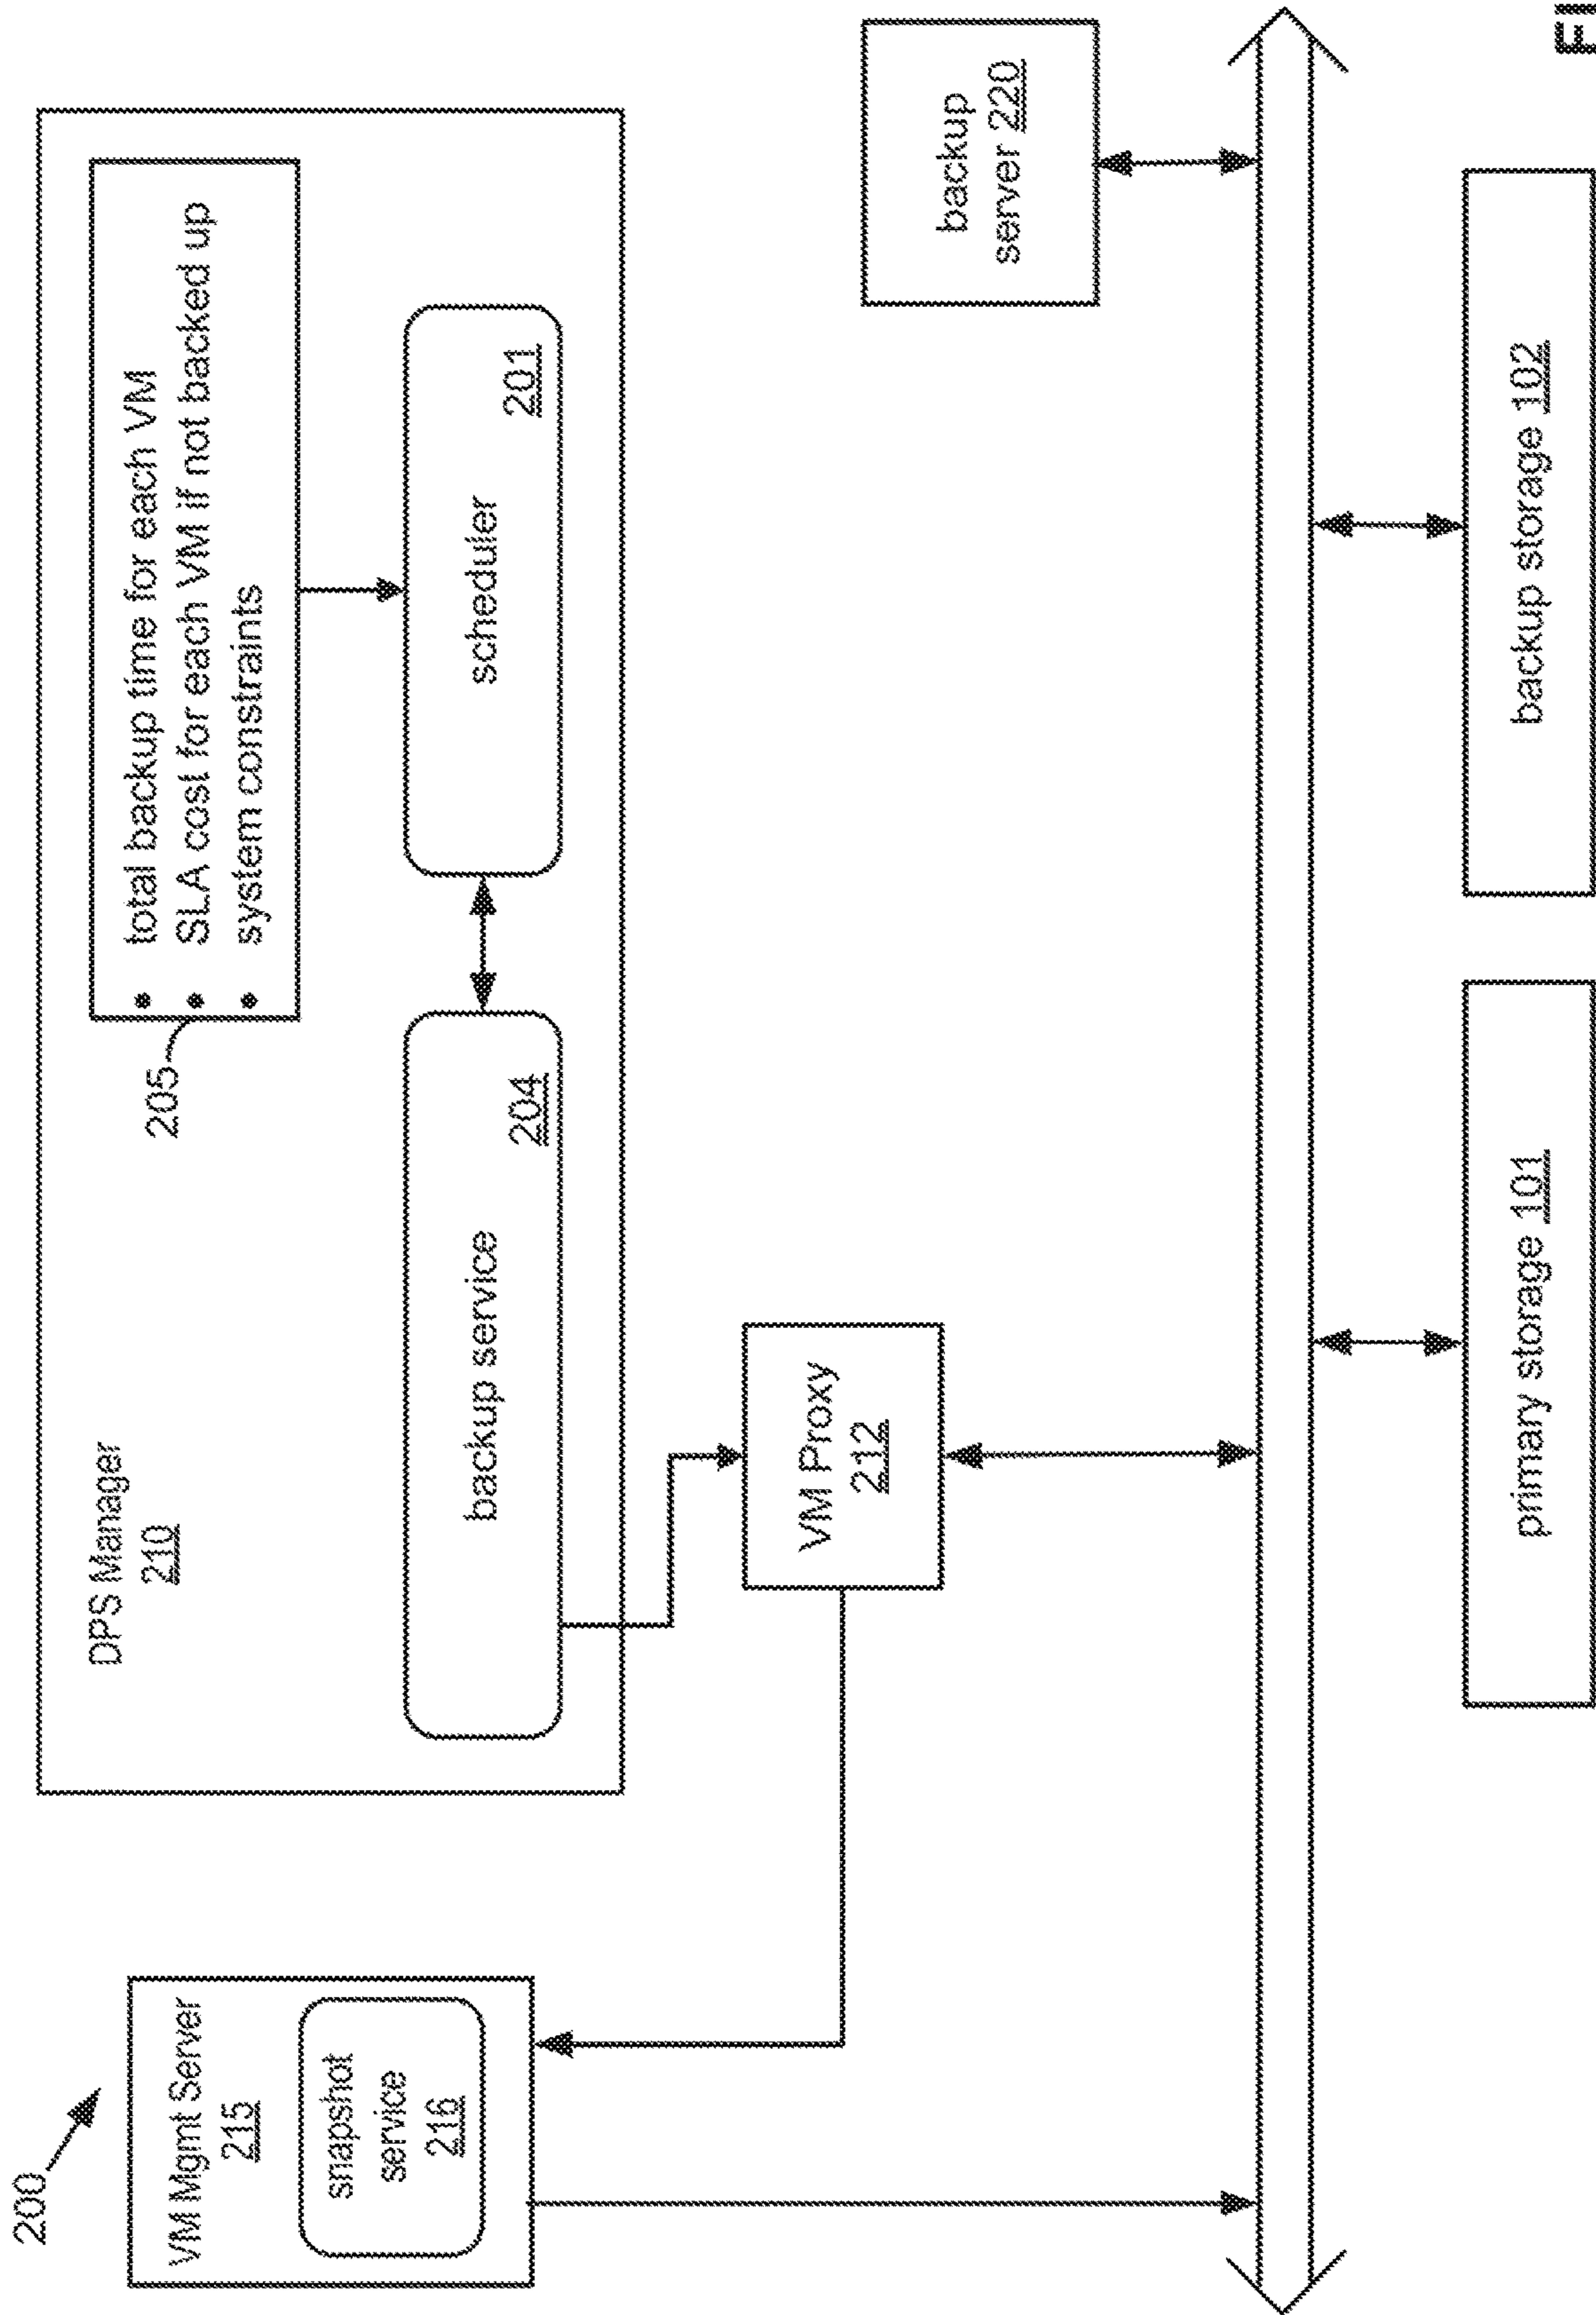 200
VM Mgmt Server
215
snapshot
service
216
DPS Manager
210
205
• total backup time for each VM
• SLA cost for each VM if not backed up
• system constraints
backup service
204
scheduler
201
VM Proxy
212
backup
server 220
primary storage 101
backup storage 102